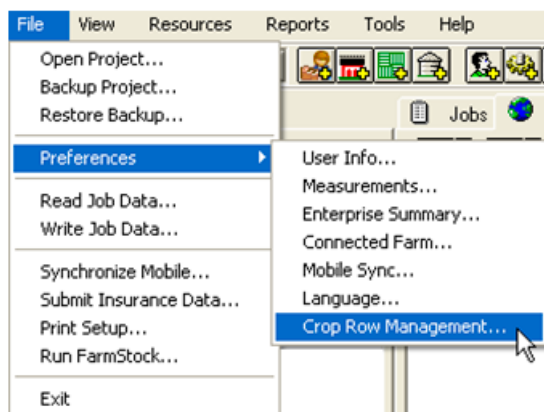 File View Resources Reports Tools Help
Open Project...
Backup Project...
Restore Backup...
Preferences
Read Job Data...
Write Job Data...
Synchronize Mobile...
Submit Insurance Data...
Print Setup...
Run FarmStock...
Exit
Jobs
User Info...
Measurements...
Enterprise Summary...
Connected Farm...
Mobile Sync...
Language...
Crop Row Management...